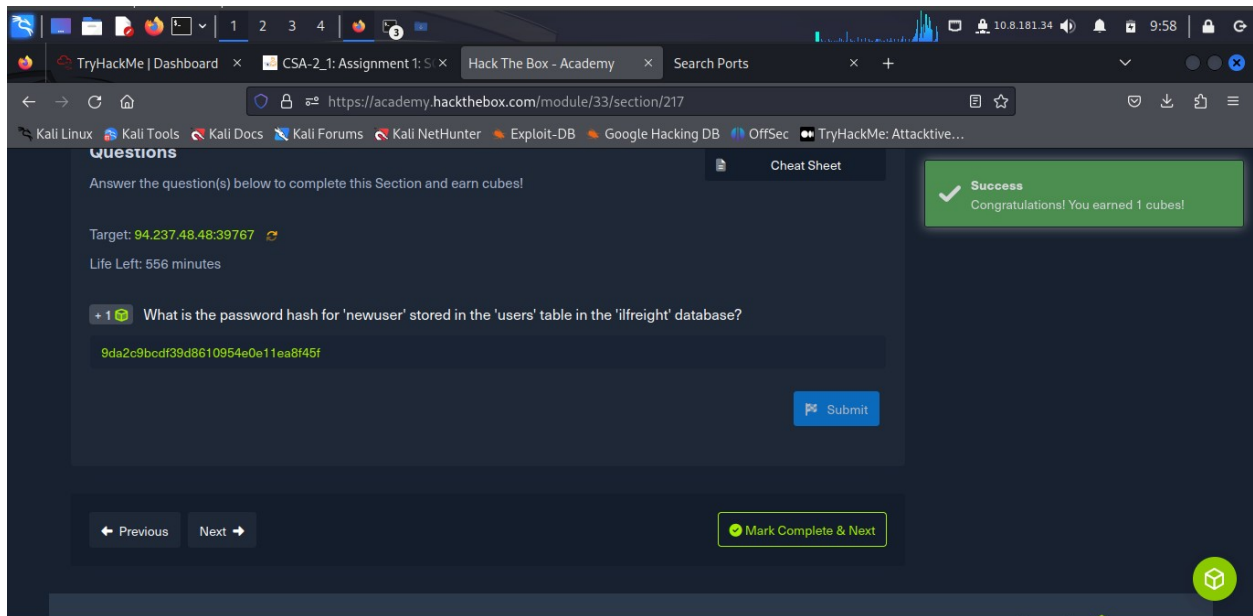 1 2 3 4 3 10.8.181.34 9:58
TryHackMe | Dashboard × CSA-2_1: Assignment 1: × Hack The Box - Academy × Search Ports × +
https://academy.hackthebox.com/module/33/section/217
Kali Linux Kali Tools Kali Docs Kali Forums Kali NetHunter Exploit-DB Google Hacking DB OffSec TryHackMe: Attacktive...
Questions
Cheat Sheet
Answer the question(s) below to complete this Section and earn cubes!
Success
Congratulations! You earned 1 cubes!
Target: 94.237.48.48:39767
Life Left: 556 minutes
+ 1 What is the password hash for 'newuser' stored in the 'users' table in the 'ilfreight' database?
9da2c9bcdf39d8610954e0e11ea8f45f
Submit
Previous Next Mark Complete & Next